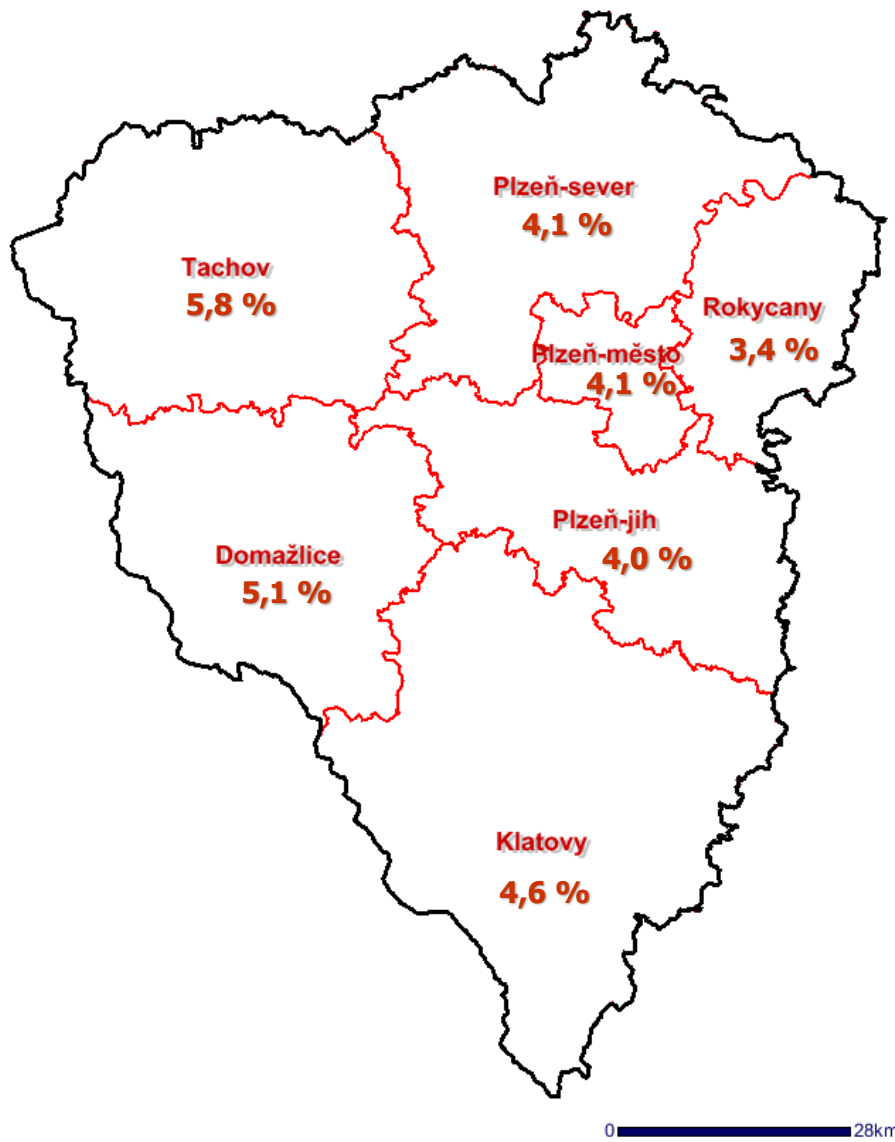 Plzeň-sever
4,1 %
Tachov
5,8 %
Rokycany
3,4 %
Plzeň-město
4,1 %
Plzeň-jih
4,0 %
Domažlice
5,1 %
Klatovy
4,6 %
0 28km